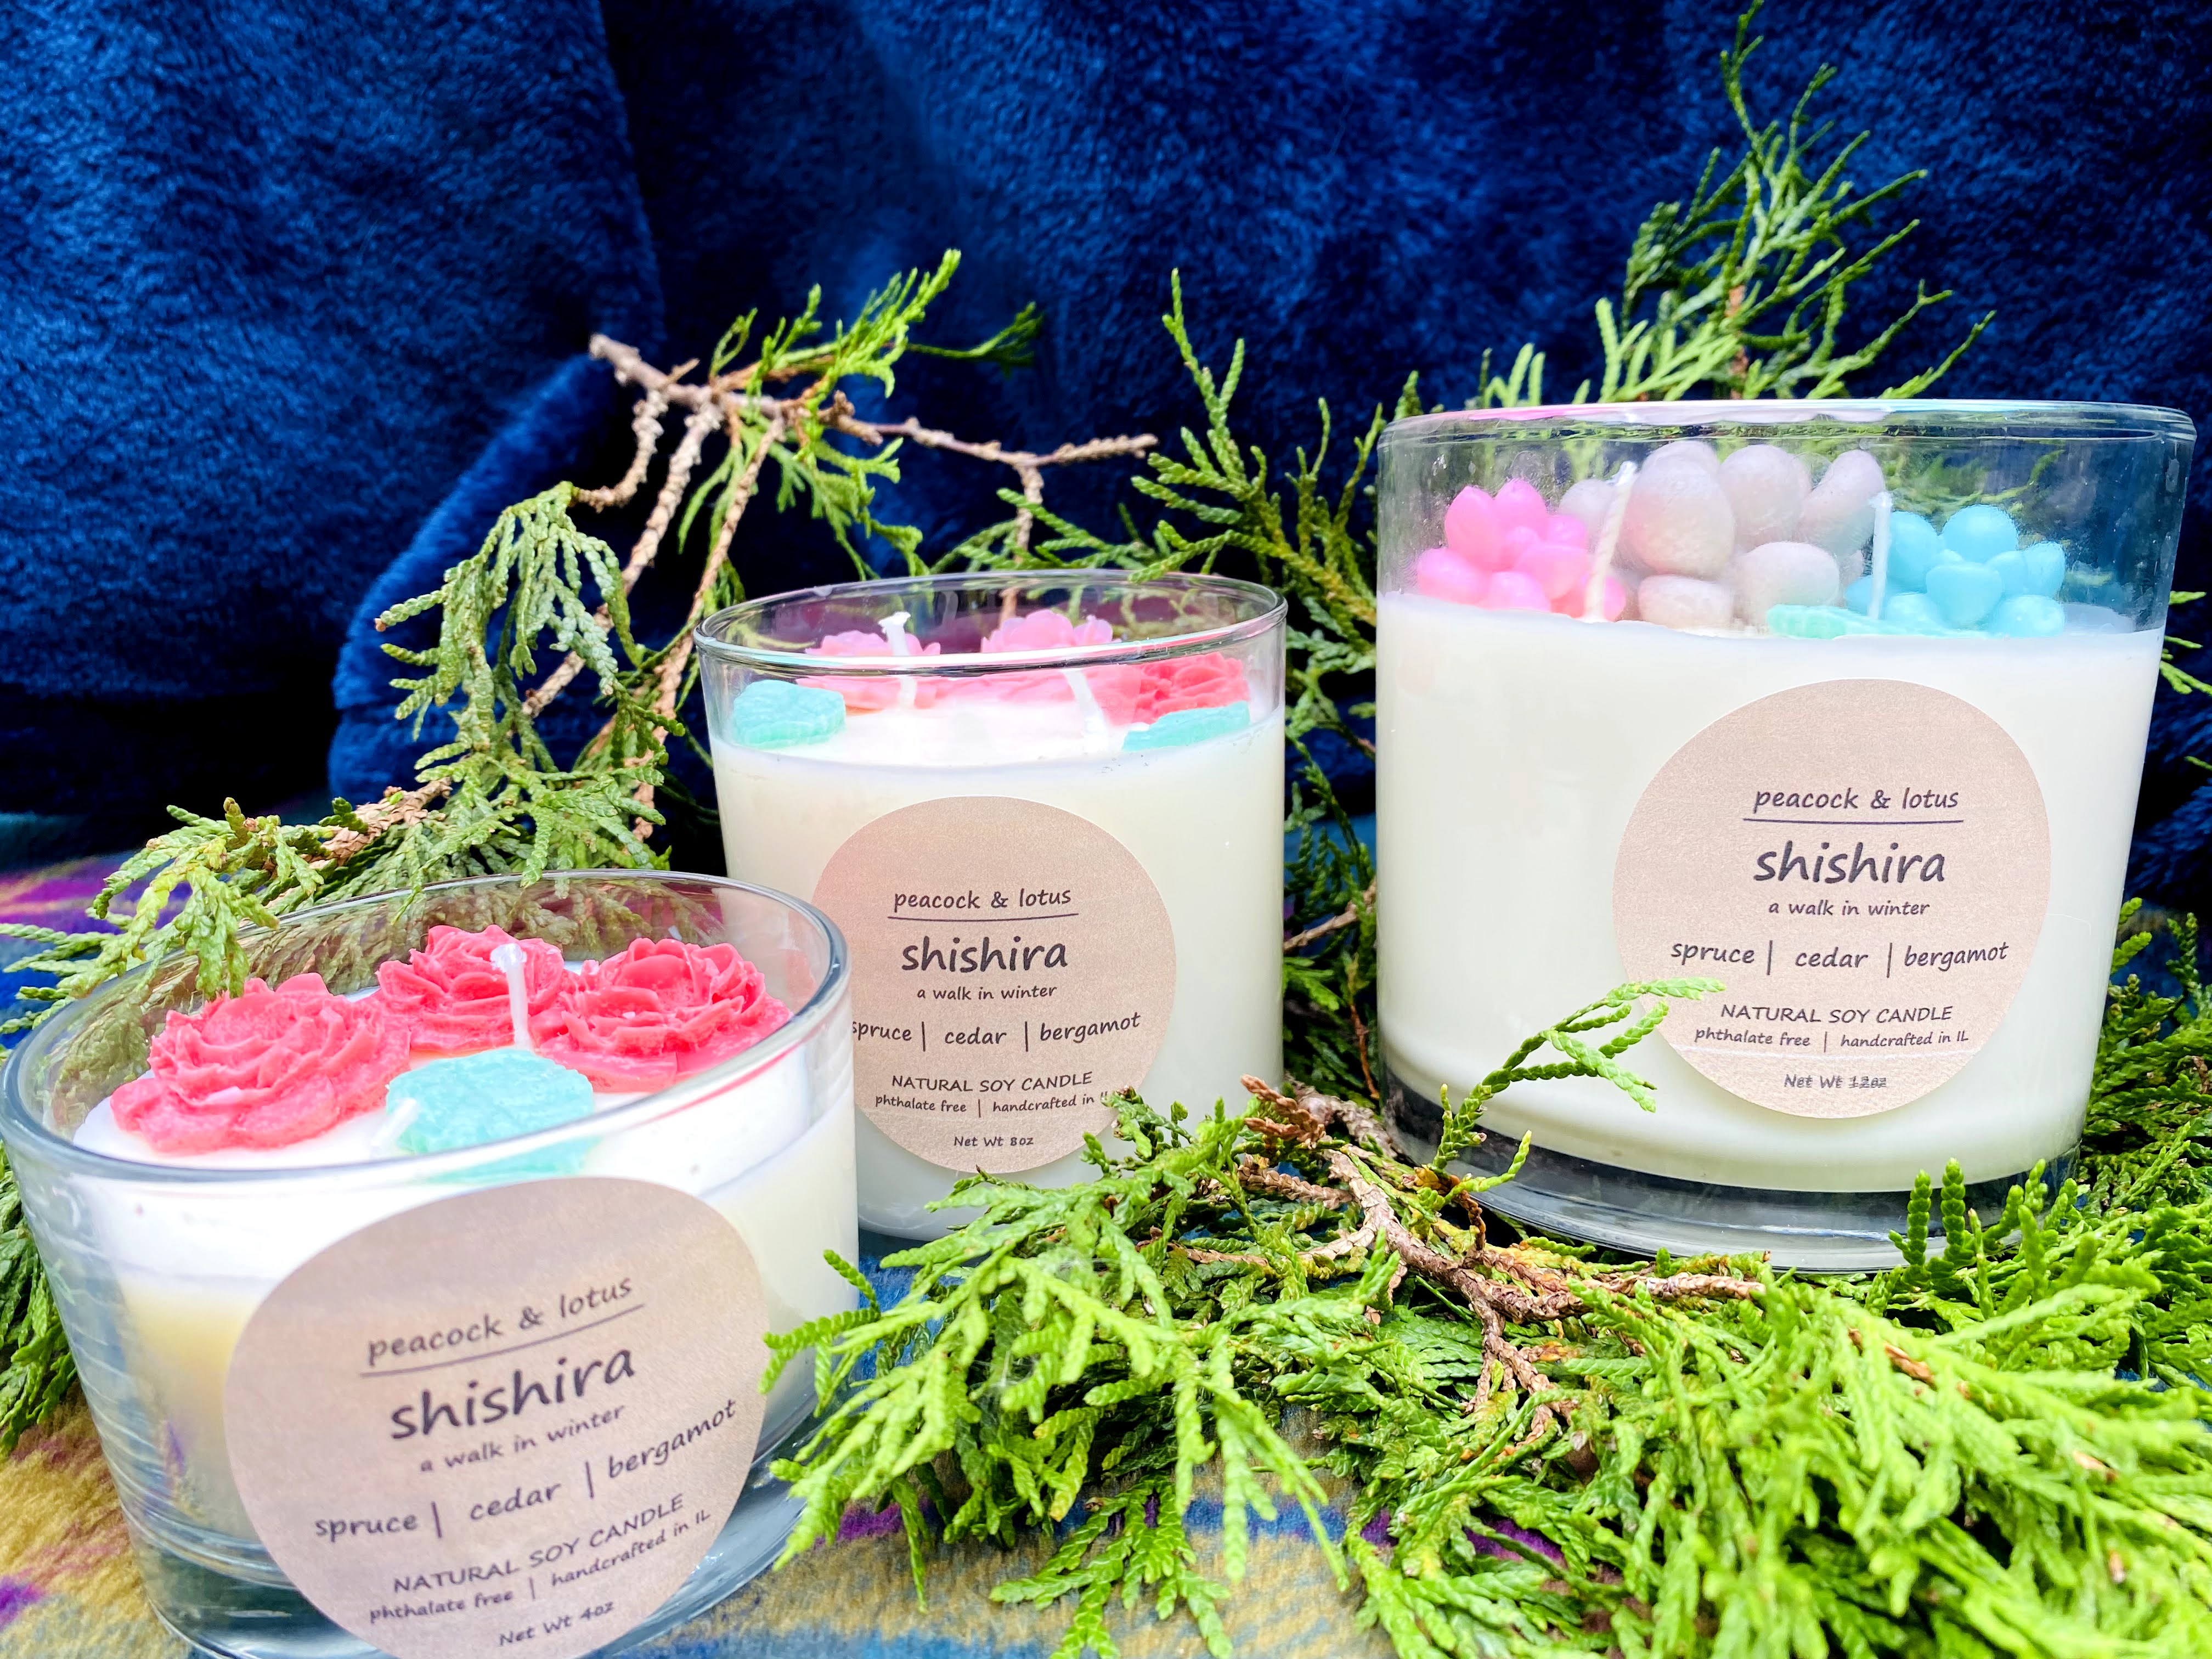 peacock & lotus
shishira
a walk in winter
spruce | cedar | bergamot
NATURAL SOY CANDLE
phthalate free | handcrafted in IL
Net Wt 4oz
peacock & lotus
shishira
a walk in winter
spruce | cedar | bergamot
NATURAL SOY CANDLE
phthalate free | handcrafted in
Net Wt 8oz
peacock & lotus
shishira
a walk in winter
spruce | cedar | bergamot
NATURAL SOY CANDLE
phthalate free | handcrafted in IL
Net Wt 12oz